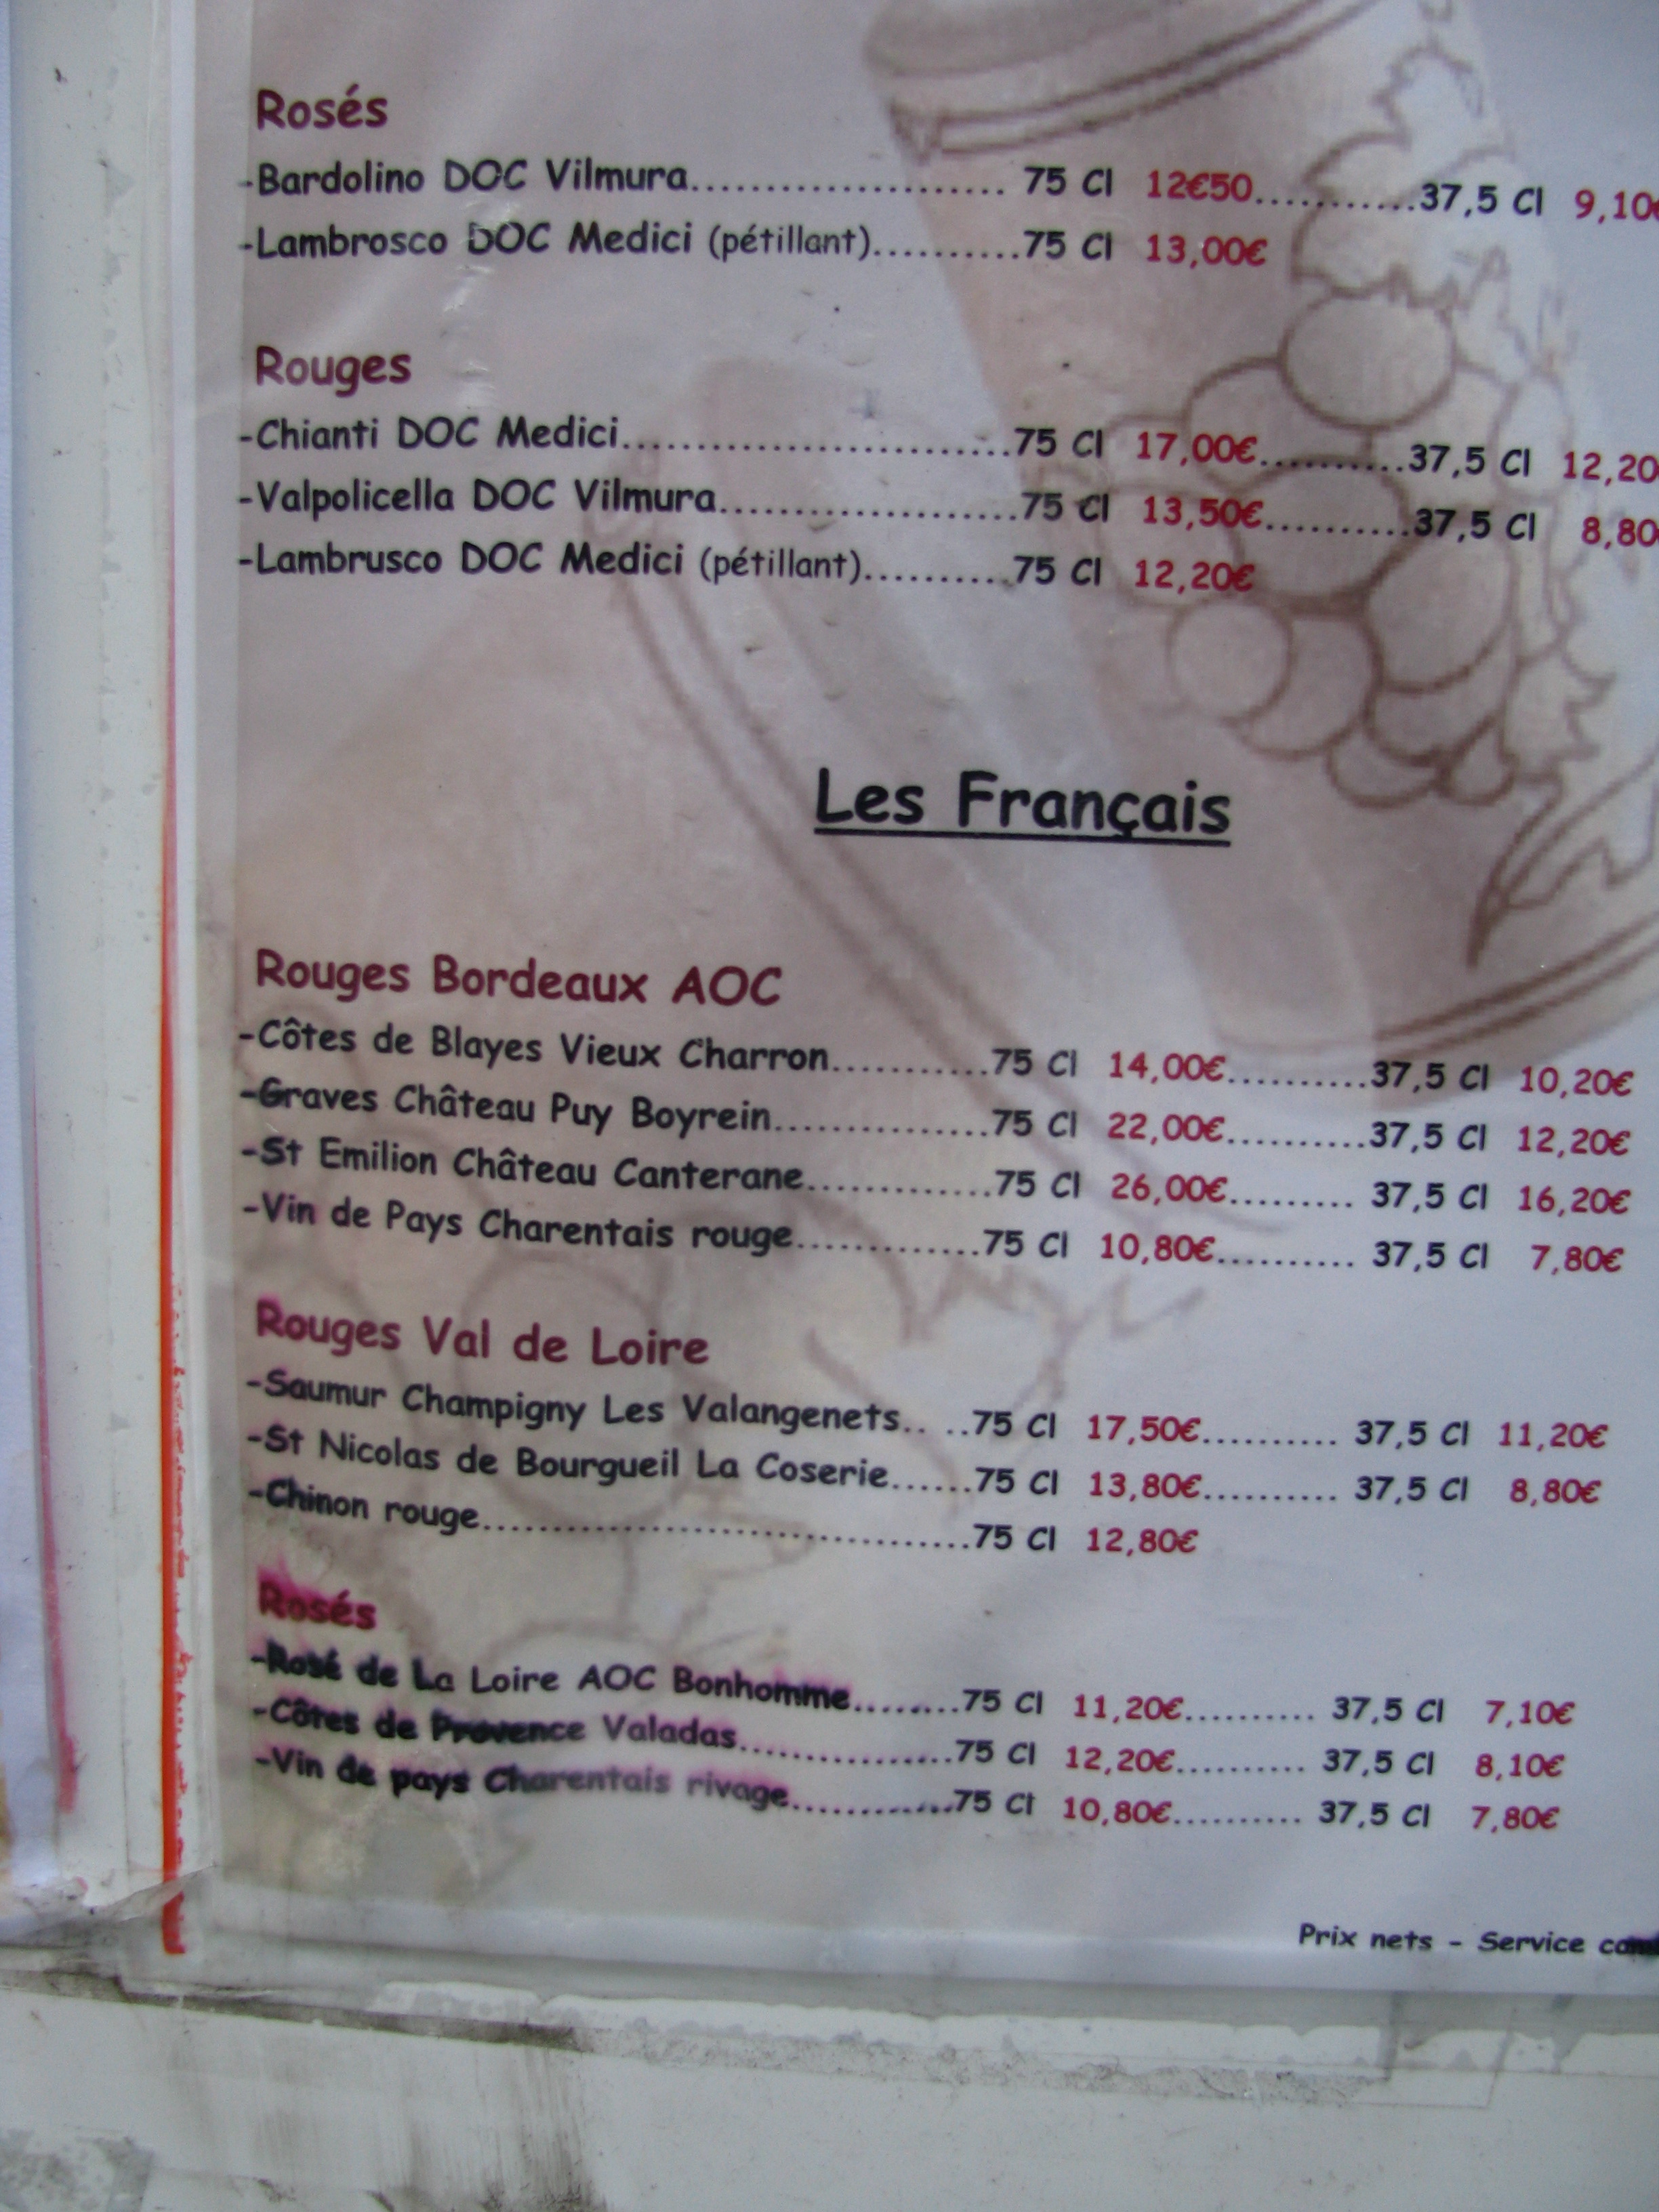 Rosés
-Bardolino DOC Vilmura...................... 75 Cl 12€50...........37,5 Cl 9,10€
-Lambrosco DOC Medici (pétillant)..........75 Cl 13,00€
Rouges
-Chianti DOC Medici...........................75 Cl 17,00€..........37,5 Cl 12,20
-Valpolicella DOC Vilmura.....................75 Cl 13,50€..........37,5 Cl 8,80
-Lambrusco DOC Medici (pétillant)..........75 Cl 12,20€
Les Français
Rouges Bordeaux AOC
-Côtes de Blayes Vieux Charron...........75 Cl 14,00€..........37,5 Cl 10,20€
-Graves Château Puy Boyrein...............75 Cl 22,00€..........37,5 Cl 12,20€
-St Emilion Château Canterane.............75 Cl 26,00€......... 37,5 Cl 16,20€
-Vin de Pays Charentais rouge.............75 Cl 10,80€.......... 37,5 Cl 7,80€
Rouges Val de Loire
-Saumur Champigny Les Valangenets.. ..75 Cl 17,50€.......... 37,5 Cl 11,20€
-St Nicolas de Bourgueil La Coserie......75 Cl 13,80€.......... 37,5 Cl 8,80€
-Chinon rouge...................................75 Cl 12,80€
Rosés
-Rosé de La Loire AOC Bonhomme........75 Cl 11,20€.......... 37,5 Cl 7,10€
-Côtes de Provence Valadas...............75 Cl 12,20€.......... 37,5 Cl 8,10€
-Vin de pays Charentais rivage............75 Cl 10,80€.......... 37,5 Cl 7,80€
Prix nets - Service